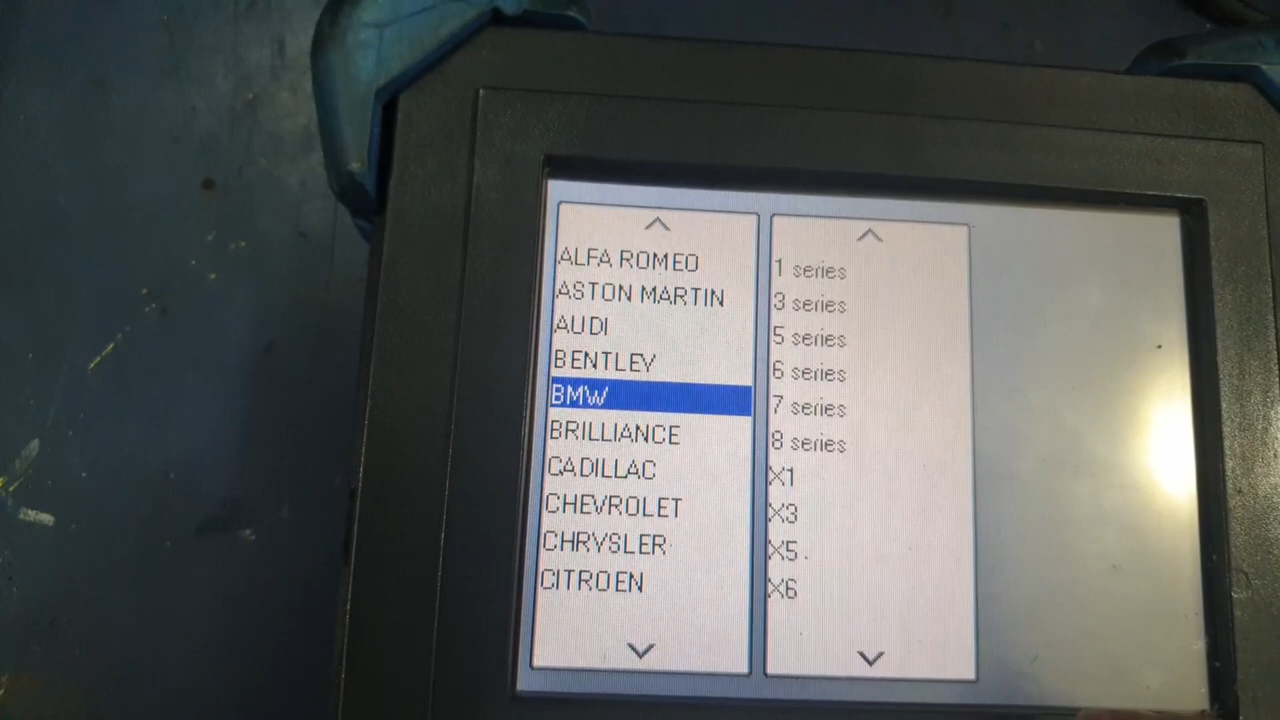 ALFA ROMEO
ASTON MARTIN
AUDI
BENTLEY
BMW
BRILLIANCE
CADILLAC
CHEVROLET
CHRYSLER
CITROEN
1 series
3 series
5 series
6 series
7 series
8 series
X1
X3
X5
X6